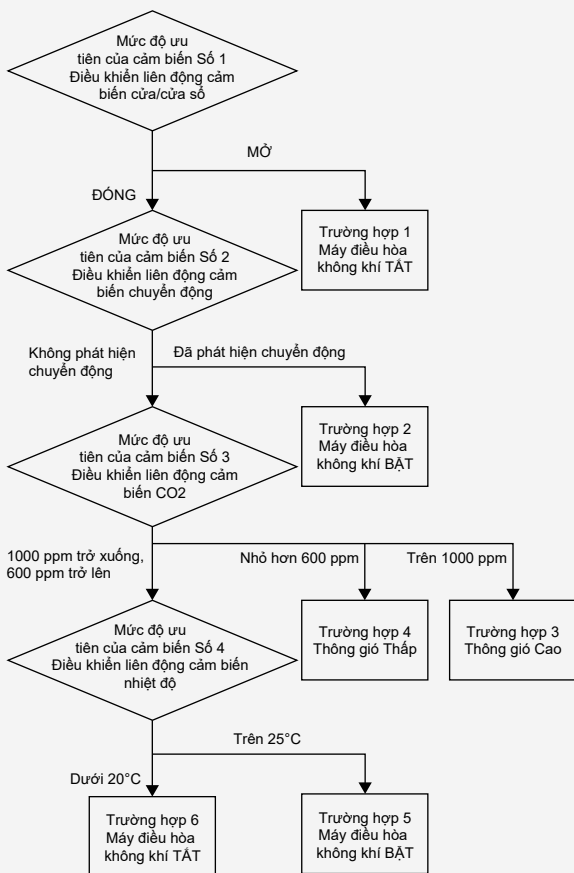 Mức độ ưu
tiên của cảm biến Số 1
Điều khiển liên động cảm
biến cửa/cửa sổ
MỞ
ĐÓNG
Trường hợp 1
Máy điều hòa
không khí TẮT
Mức độ ưu
tiên của cảm biến Số 2
Điều khiển liên động cảm
biến chuyển động
Không phát hiện
chuyển động
Đã phát hiện chuyển động
Trường hợp 2
Máy điều hòa
không khí BẬT
Mức độ ưu
tiên của cảm biến Số 3
Điều khiển liên động cảm
biến CO2
1000 ppm trở xuống,
600 ppm trở lên
Nhỏ hơn 600 ppm
Trên 1000 ppm
Mức độ ưu
tiên của cảm biến Số 4
Điều khiển liên động cảm biến
nhiệt độ
Trường hợp 4
Thông gió Thấp
Trường hợp 3
Thông gió Cao
Trên 25°C
Dưới 20°C
Trường hợp 6
Máy điều hòa
không khí TẮT
Trường hợp 5
Máy điều hòa
không khí BẬT